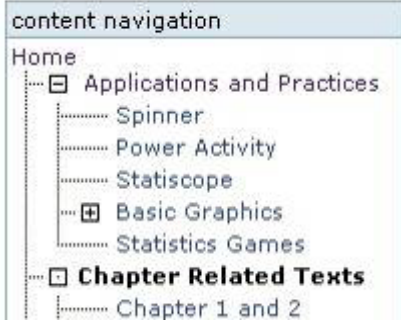 content navigation
Home
Applications and Practices
Spinner
Power Activity
Statiscope
Basic Graphics
Statistics Games
Chapter Related Texts
Chapter 1 and 2